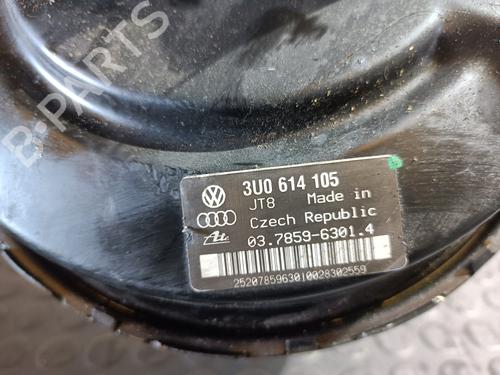 B-PARTS
3U0 614 105
JT8 Made in
Czech Republic
03.7859-6301.4
2520785963010028302559